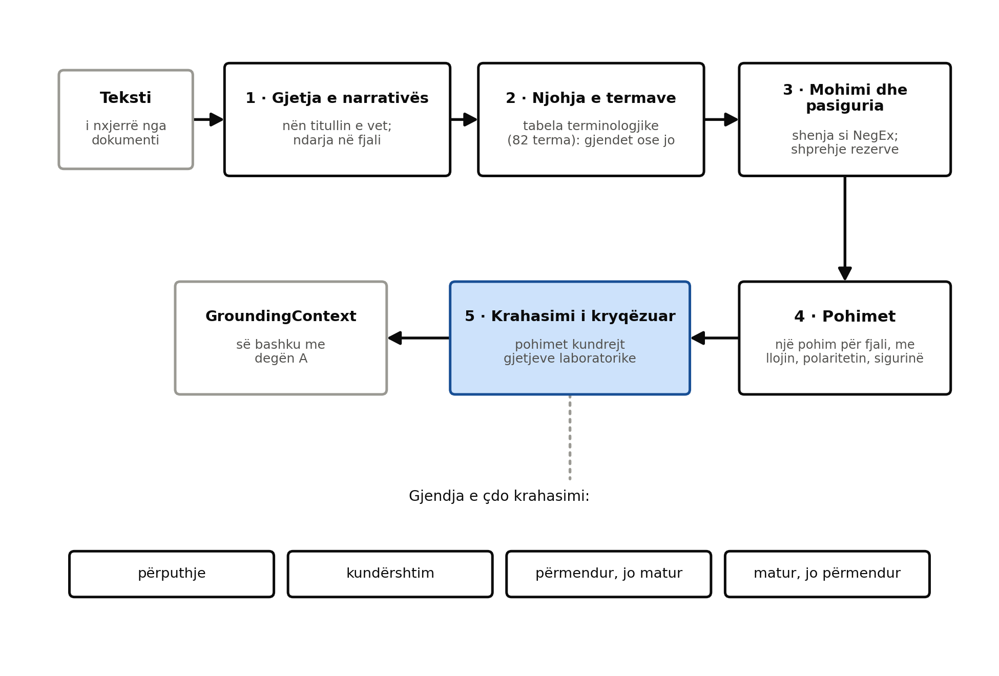 Teksti
i nxjerrë nga
dokumenti
1 · Gjetja e narrativës
nën titullin e vet;
ndarja në fjali
2 · Njohja e termave
tabela terminologjike
(82 terma): gjendet ose jo
3 · Mohimi dhe
pasiguria
shenja si NegEx;
shprehje rezerve
4 · Pohimet
një pohim për fjali, me
llojin, polaritetin, sigurinë
5 · Krahasimi i kryqëzuar
pohimet kundrejt
gjetjeve laboratorike
GroundingContext
së bashku me
degën A
Gjendja e çdo krahasimi:
përputhje
kundërshtim
përmendur, jo matur
matur, jo përmendur